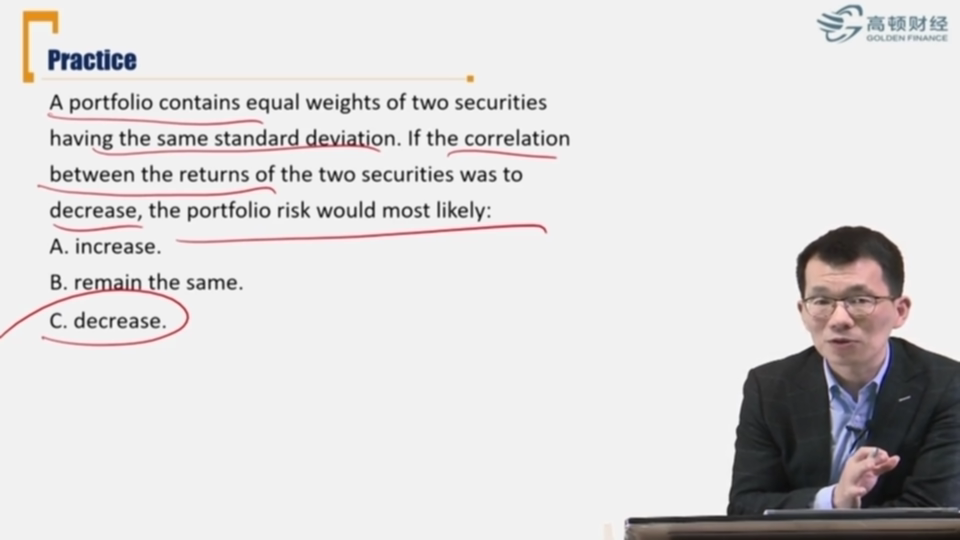 高顿财经
GOLDEN FINANCE
Practice
A portfolio contains equal weights of two securities
having the same standard deviation. If the correlation
between the returns of the two securities was to
decrease, the portfolio risk would most likely:
A. increase.
B. remain the same.
C. decrease.